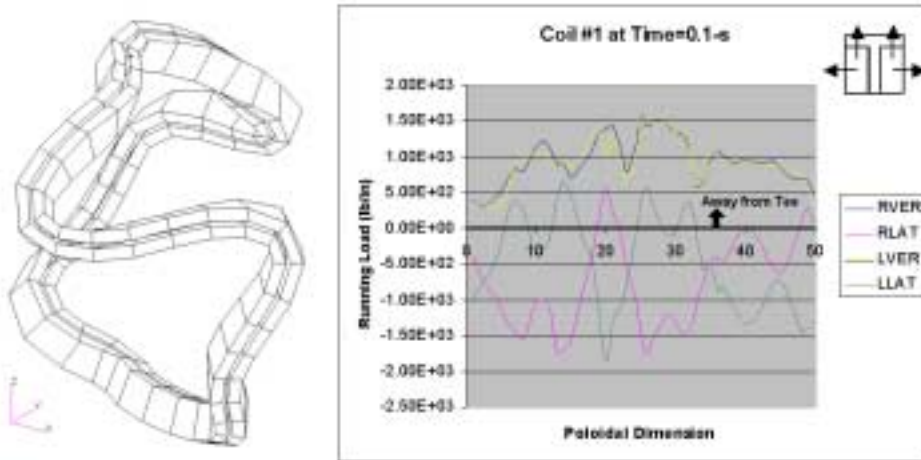 Coil #1 at Time=0.1-s
2.00E+03
1.50E+03
1.00E+03
5.00E+02
0.00E+00
-5.00E+02
-1.00E+03
-1.50E+03
-2.00E+03
-2.50E+03
Running Load (lb/in)
Away from Tee
0 10 20 30 40 50
Poloidal Dimension
RVER
RLAT
LVER
LLAT
Z
Y
X